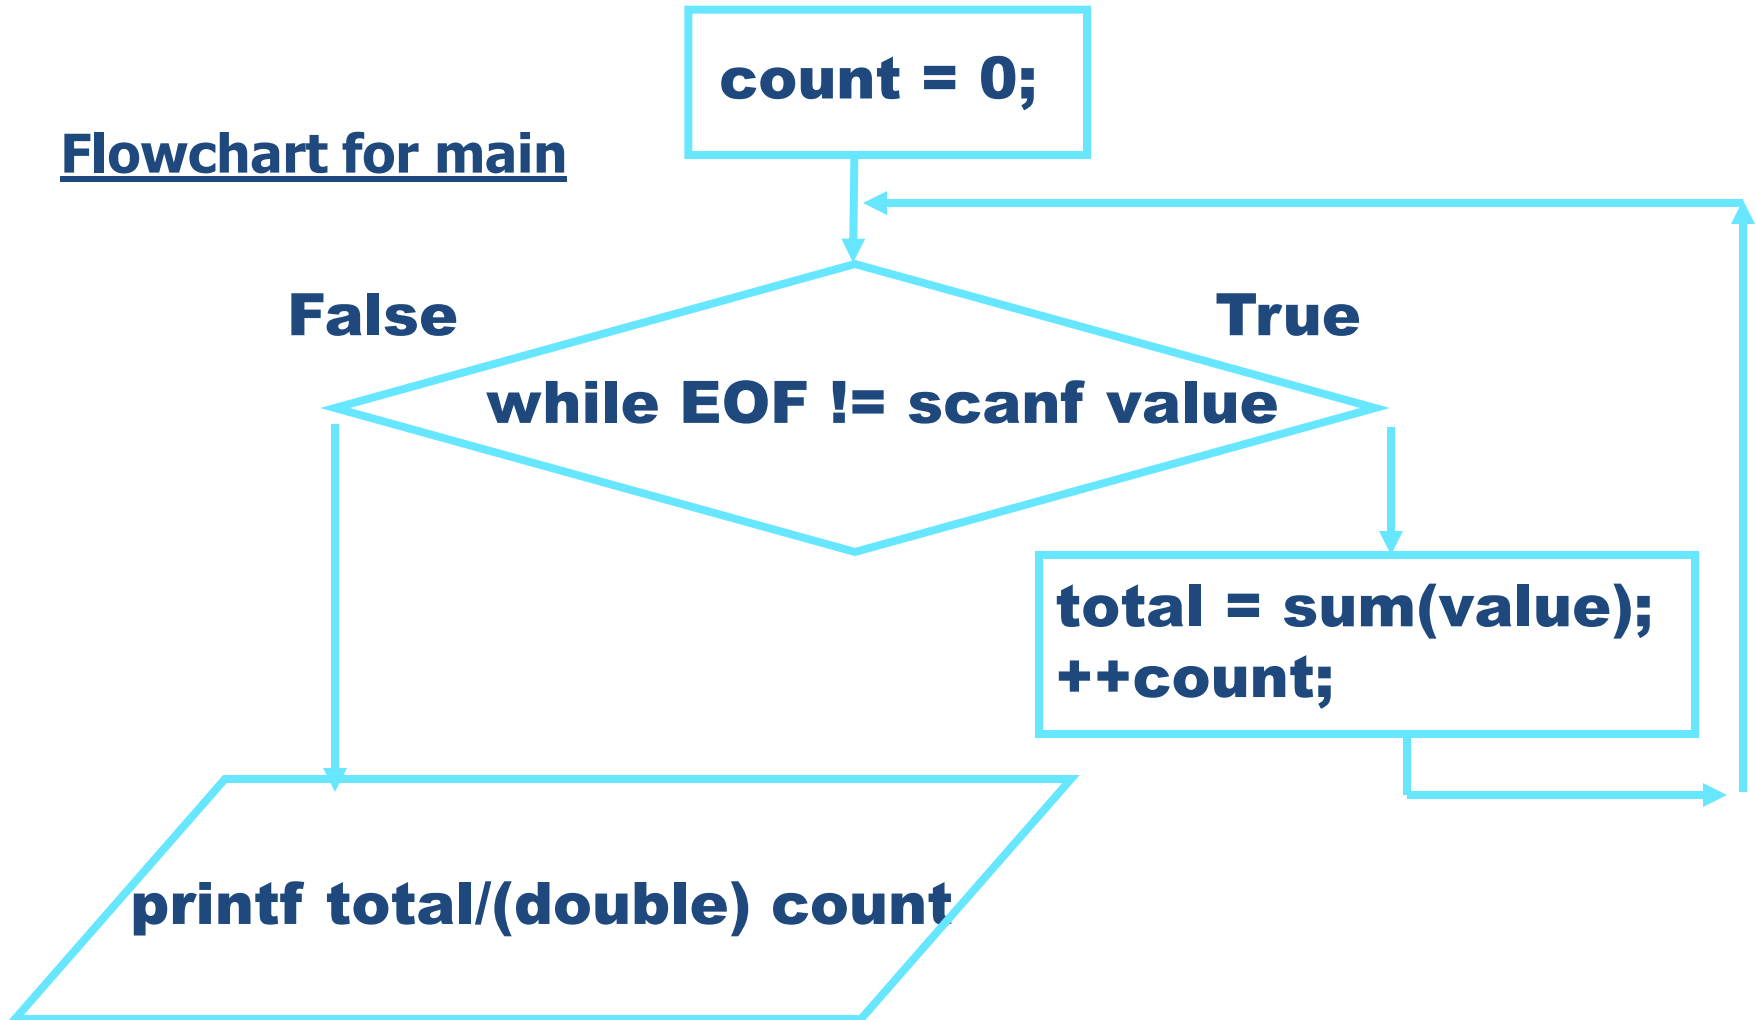 count = 0;
Flowchart for main
False
True
while EOF != scanf value
total = sum(value);
++count;
printf total/(double) count